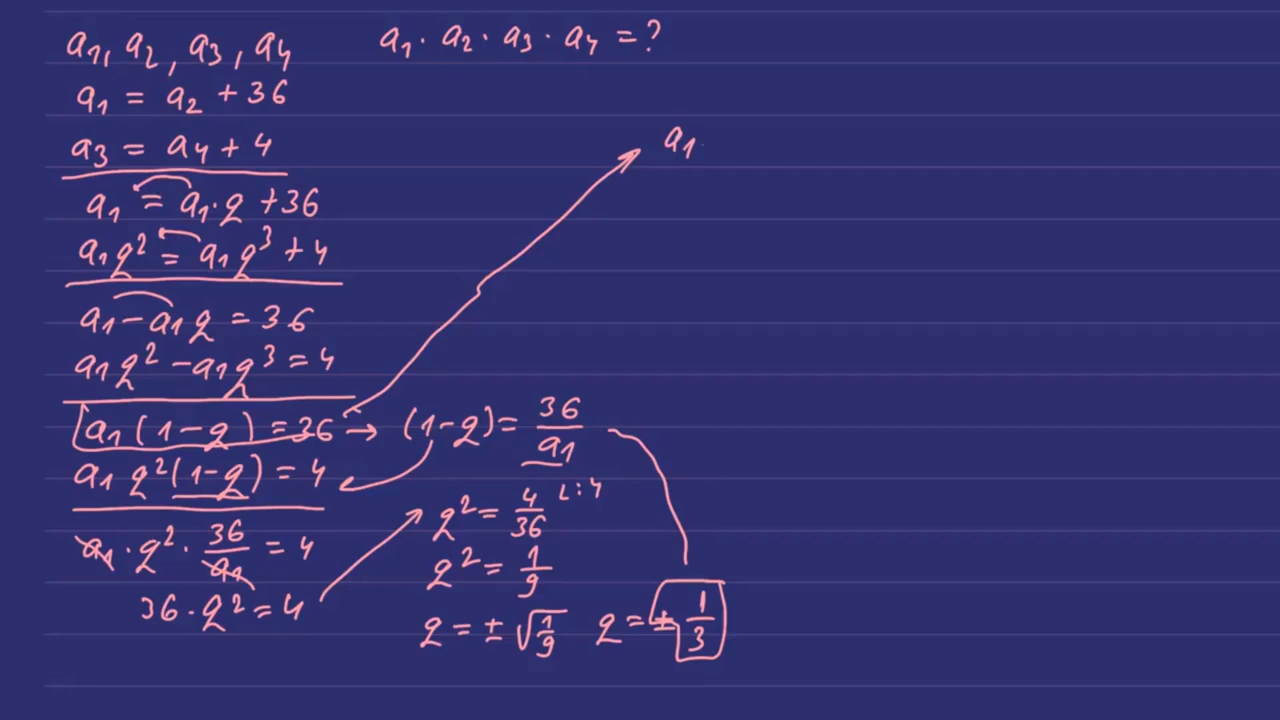 a₁, a₂, a₃, a₄
a₁ · a₂ · a₃ · a₄ = ?
a₁ = a₂ + 36
a₃ = a₄ + 4
a₁ = a₁·q + 36
a₁q² = a₁q³ + 4
a₁ - a₁q = 36
a₁q² - a₁q³ = 4
a₁(1-q) = 36 → (1-q) = 36/a₁
a₁q²(1-q) = 4
a₁ · q² · 36/a₁ = 4
36 · q² = 4
q² = 4/36 ∠:4
q² = 1/9
q = ± √(1/9) q = ± 1/3
a₁